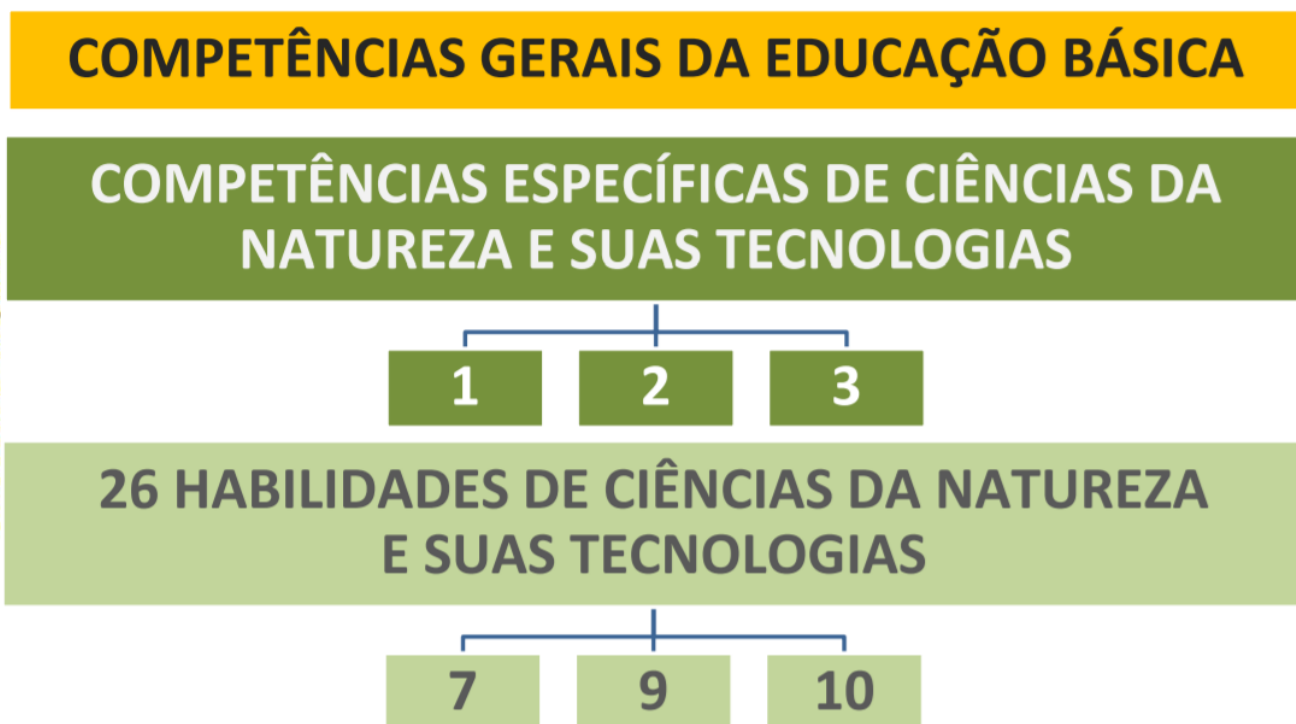 COMPETÊNCIAS GERAIS DA EDUCAÇÃO BÁSICA
COMPETÊNCIAS ESPECÍFICAS DE CIÊNCIAS DA
NATUREZA E SUAS TECNOLOGIAS
1 2 3
26 HABILIDADES DE CIÊNCIAS DA NATUREZA
E SUAS TECNOLOGIAS
7 9 10